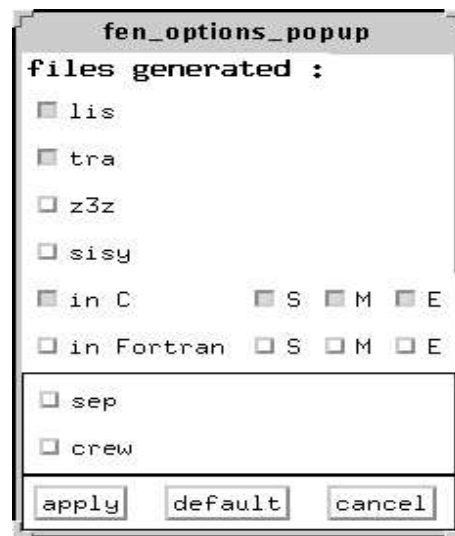 fen_options_popup
files generated :
lis
tra
z3z
sisy
in C S M E
in Fortran S M E
sep
crew
apply default cancel